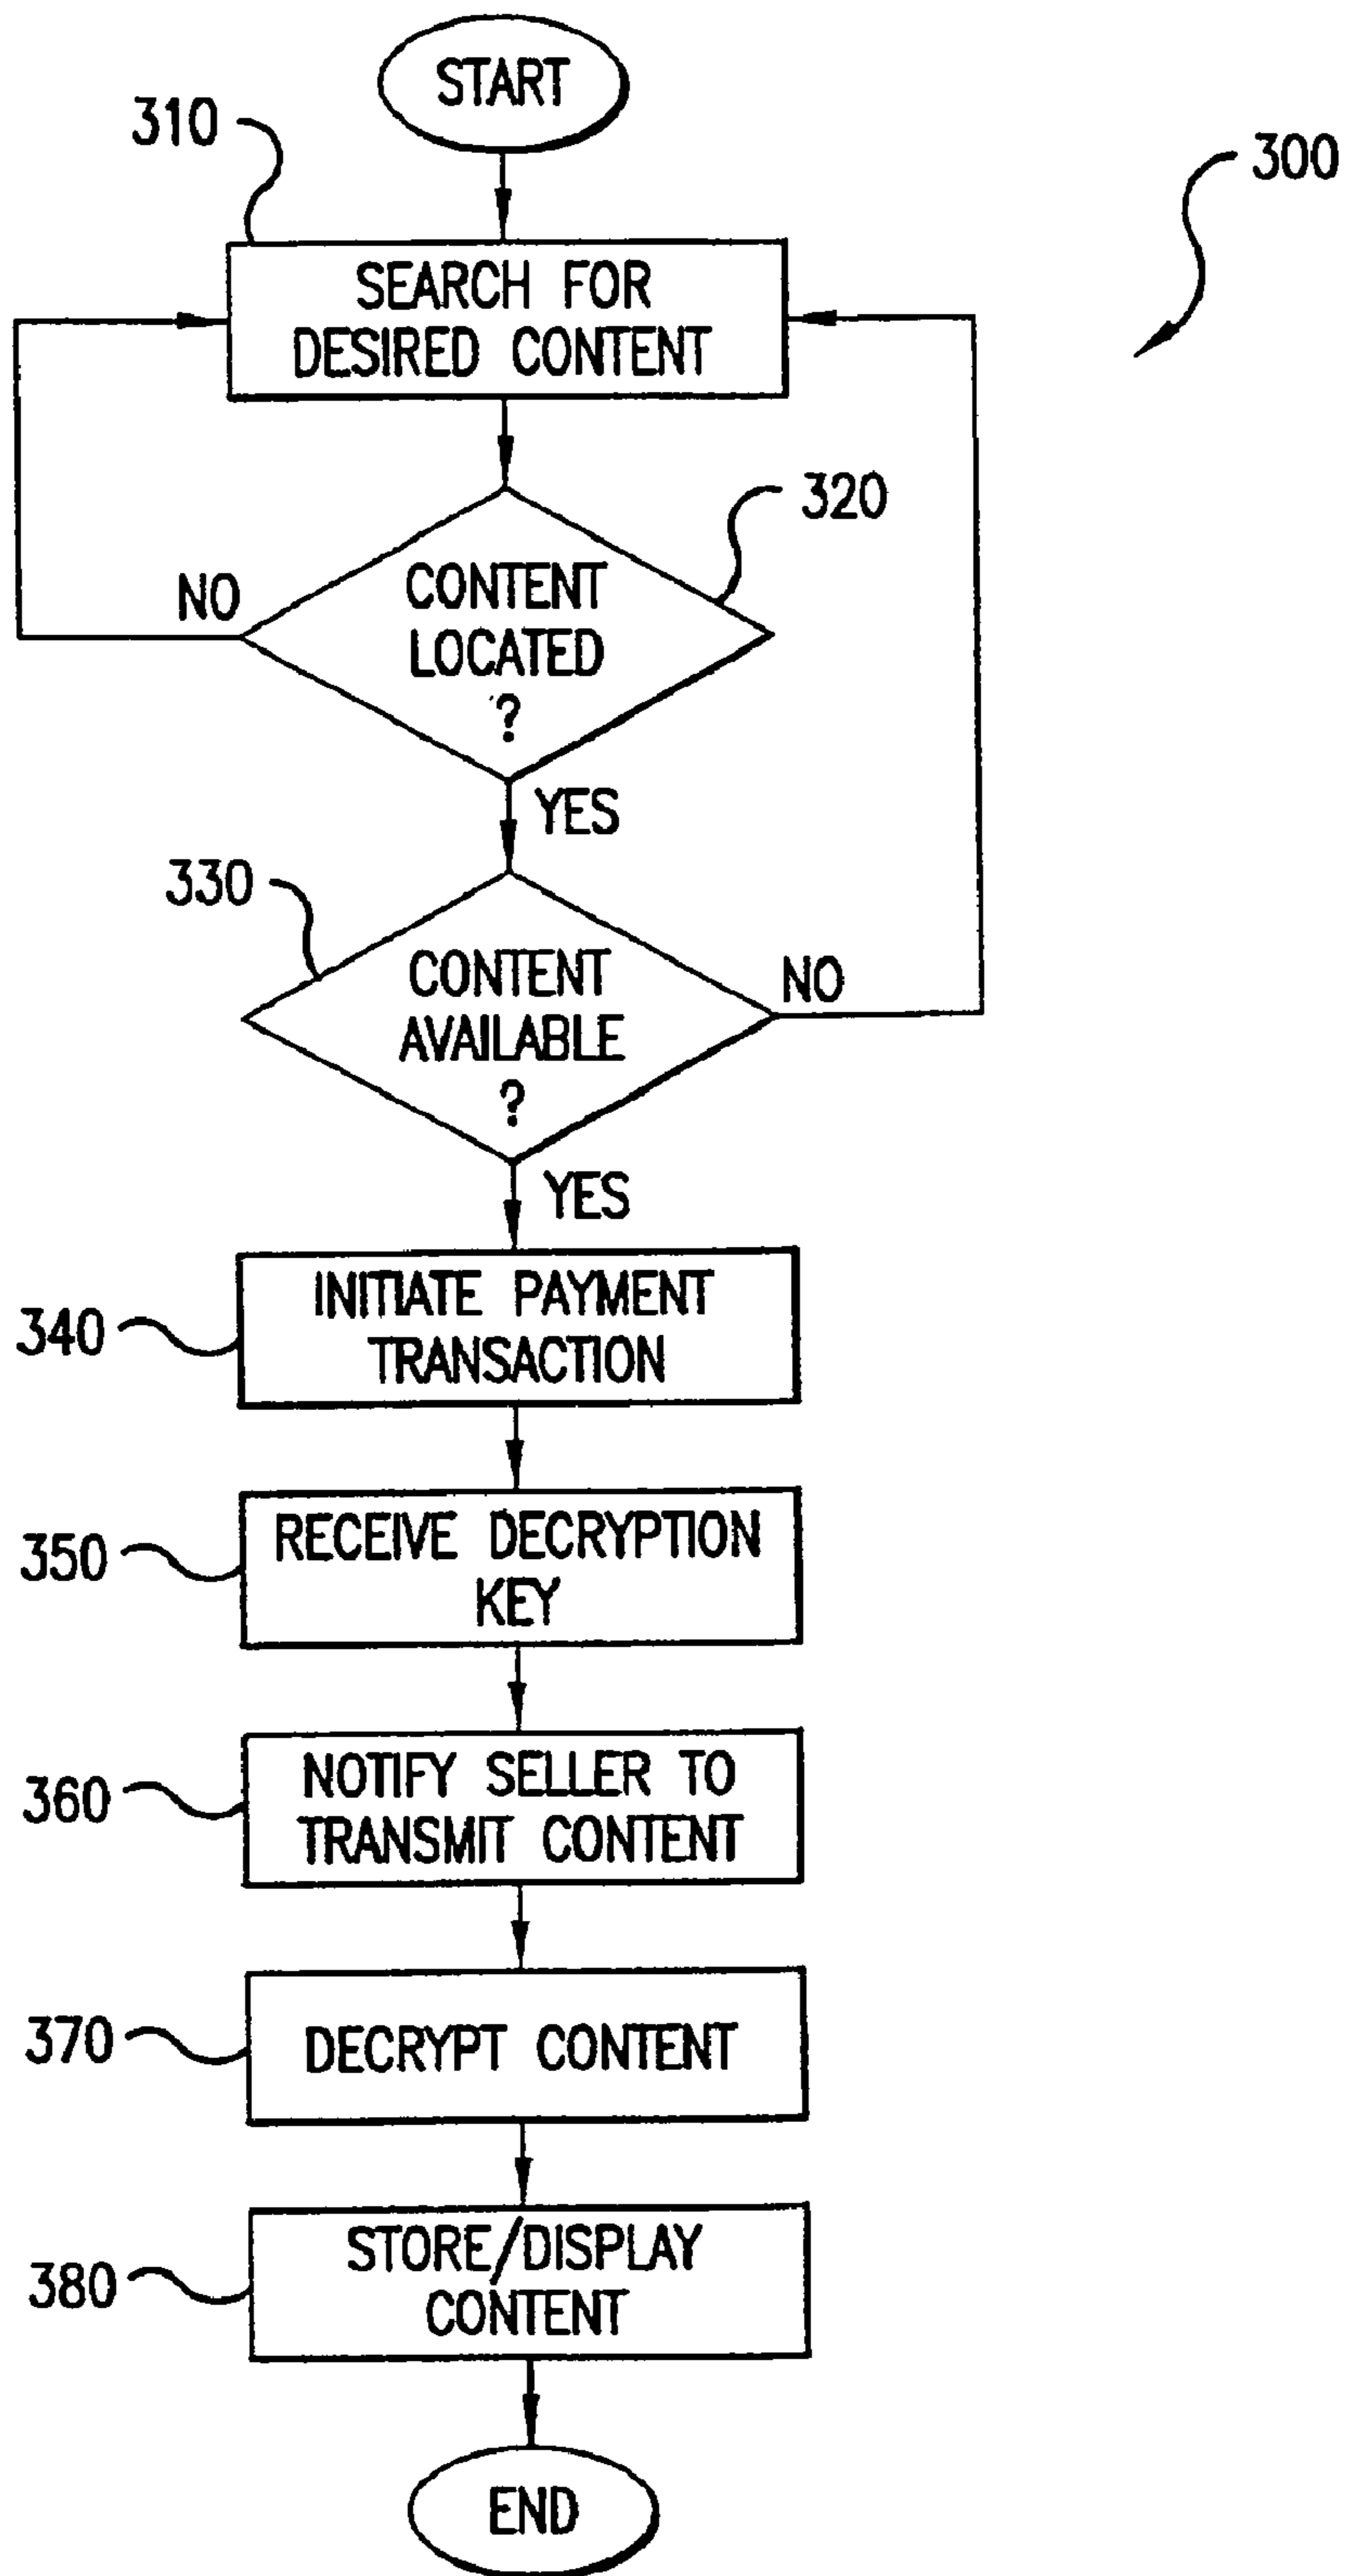 START
310
300
SEARCH FOR
DESIRED CONTENT
320
NO
CONTENT
LOCATED
?
YES
330
CONTENT
AVAILABLE
?
NO
YES
340
INITIATE PAYMENT
TRANSACTION
350
RECEIVE DECRYPTION
KEY
360
NOTIFY SELLER TO
TRANSMIT CONTENT
370
DECRYPT CONTENT
380
STORE/DISPLAY
CONTENT
END